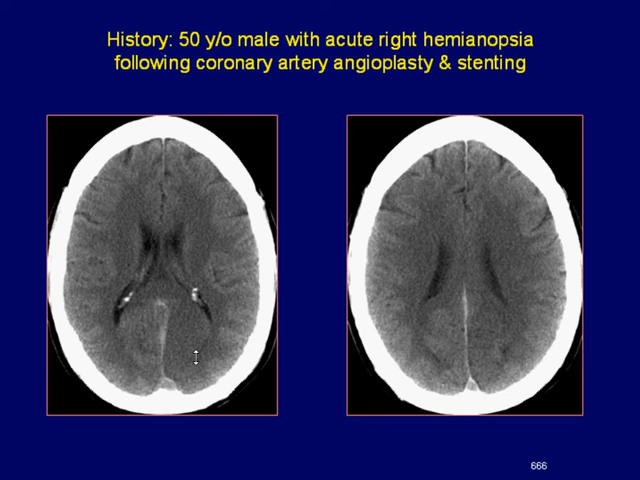 History: 50 y/o male with acute right hemianopsia
following coronary artery angioplasty & stenting
666